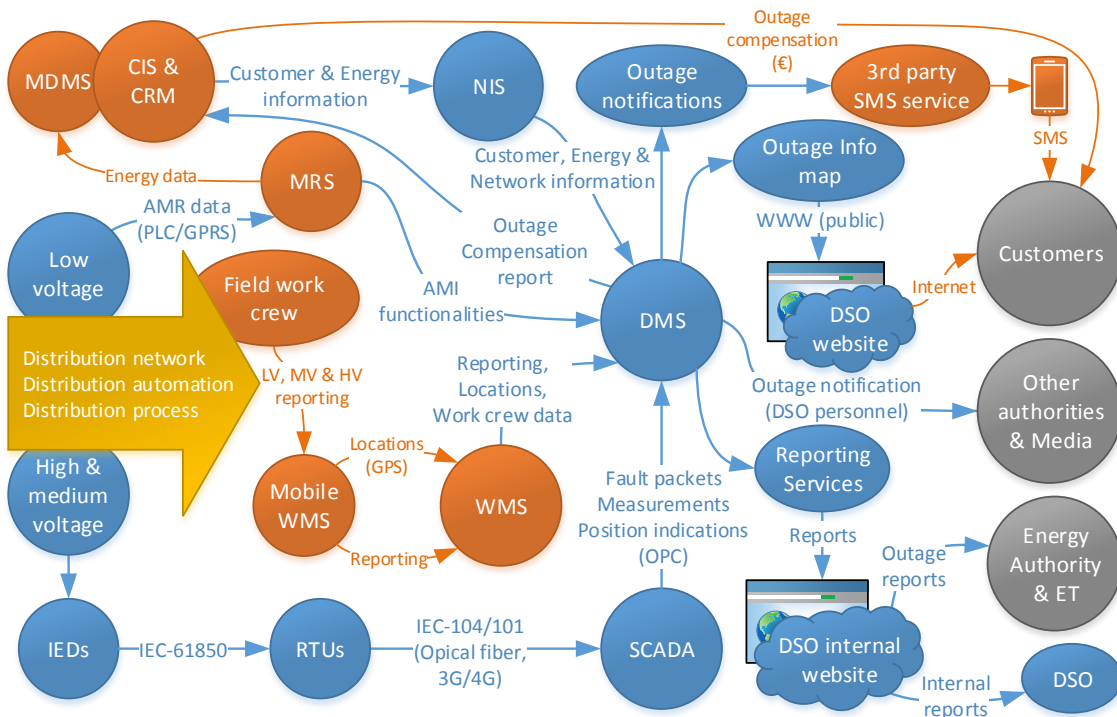 MDMS
CIS &
CRM
Customer & Energy
information
NIS
Outage
notifications
Outage
compensation
(€)
3rd party
SMS service
SMS
Energy data
MRS
Customer, Energy &
Network information
Outage Info
map
WWW (public)
Customers
AMR data
(PLC/GPRS)
Low
voltage
Field work
crew
Outage
Compensation
report
AMI
functionalities
DMS
Internet
DSO
website
Distribution network
Distribution automation
Distribution process
LV, MV & HV
reporting
Reporting,
Locations,
Work crew data
Outage notification
(DSO personnel)
Other
authorities
& Media
High &
medium
voltage
Locations
(GPS)
Mobile
WMS
WMS
Reporting
Fault packets
Measurements
Position indications
(OPC)
Reporting
Services
Reports
Outage
reports
Energy
Authority
& ET
IEDs
IEC-61850
RTUs
IEC-104/101
(Opical fiber,
3G/4G)
SCADA
DSO internal
website
Internal
reports
DSO